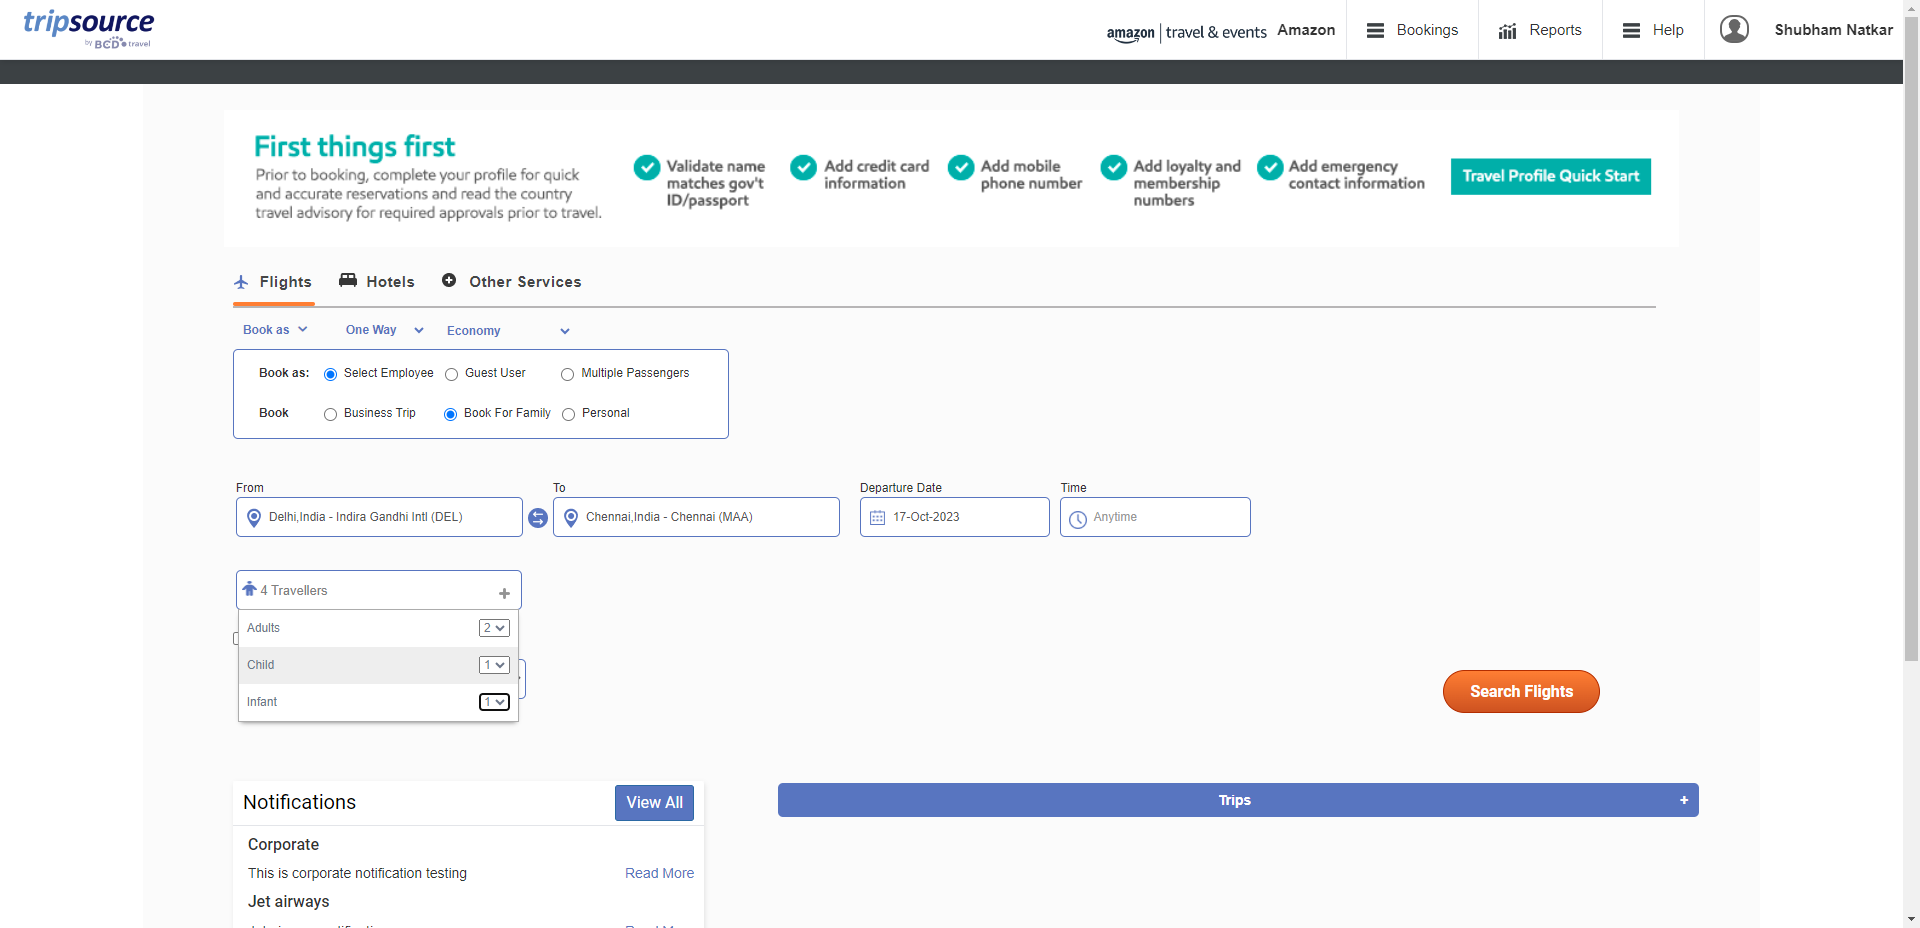 tripsource
by BCD travel
amazon | travel & events Amazon
Bookings
Reports
Help
Shubham Natkar
First things first
Prior to booking, complete your profile for quick
and accurate reservations and read the country
travel advisory for required approvals prior to travel.
Validate name
matches gov't
ID/passport
Add credit card
information
Add mobile
phone number
Add loyalty and
membership
numbers
Add emergency
contact information
Travel Profile Quick Start
Flights
Hotels
Other Services
Book as
One Way
Economy
Book as: Select Employee Guest User Multiple Passengers
Book Business Trip Book For Family Personal
From
To
Departure Date
Time
Delhi,India - Indira Gandhi Intl (DEL)
Chennai,India - Chennai (MAA)
17-Oct-2023
Anytime
4 Travellers +
Adults 2
Child 1
Infant 1
Search Flights
Notifications
View All
Trips +
Corporate
This is corporate notification testing Read More
Jet airways